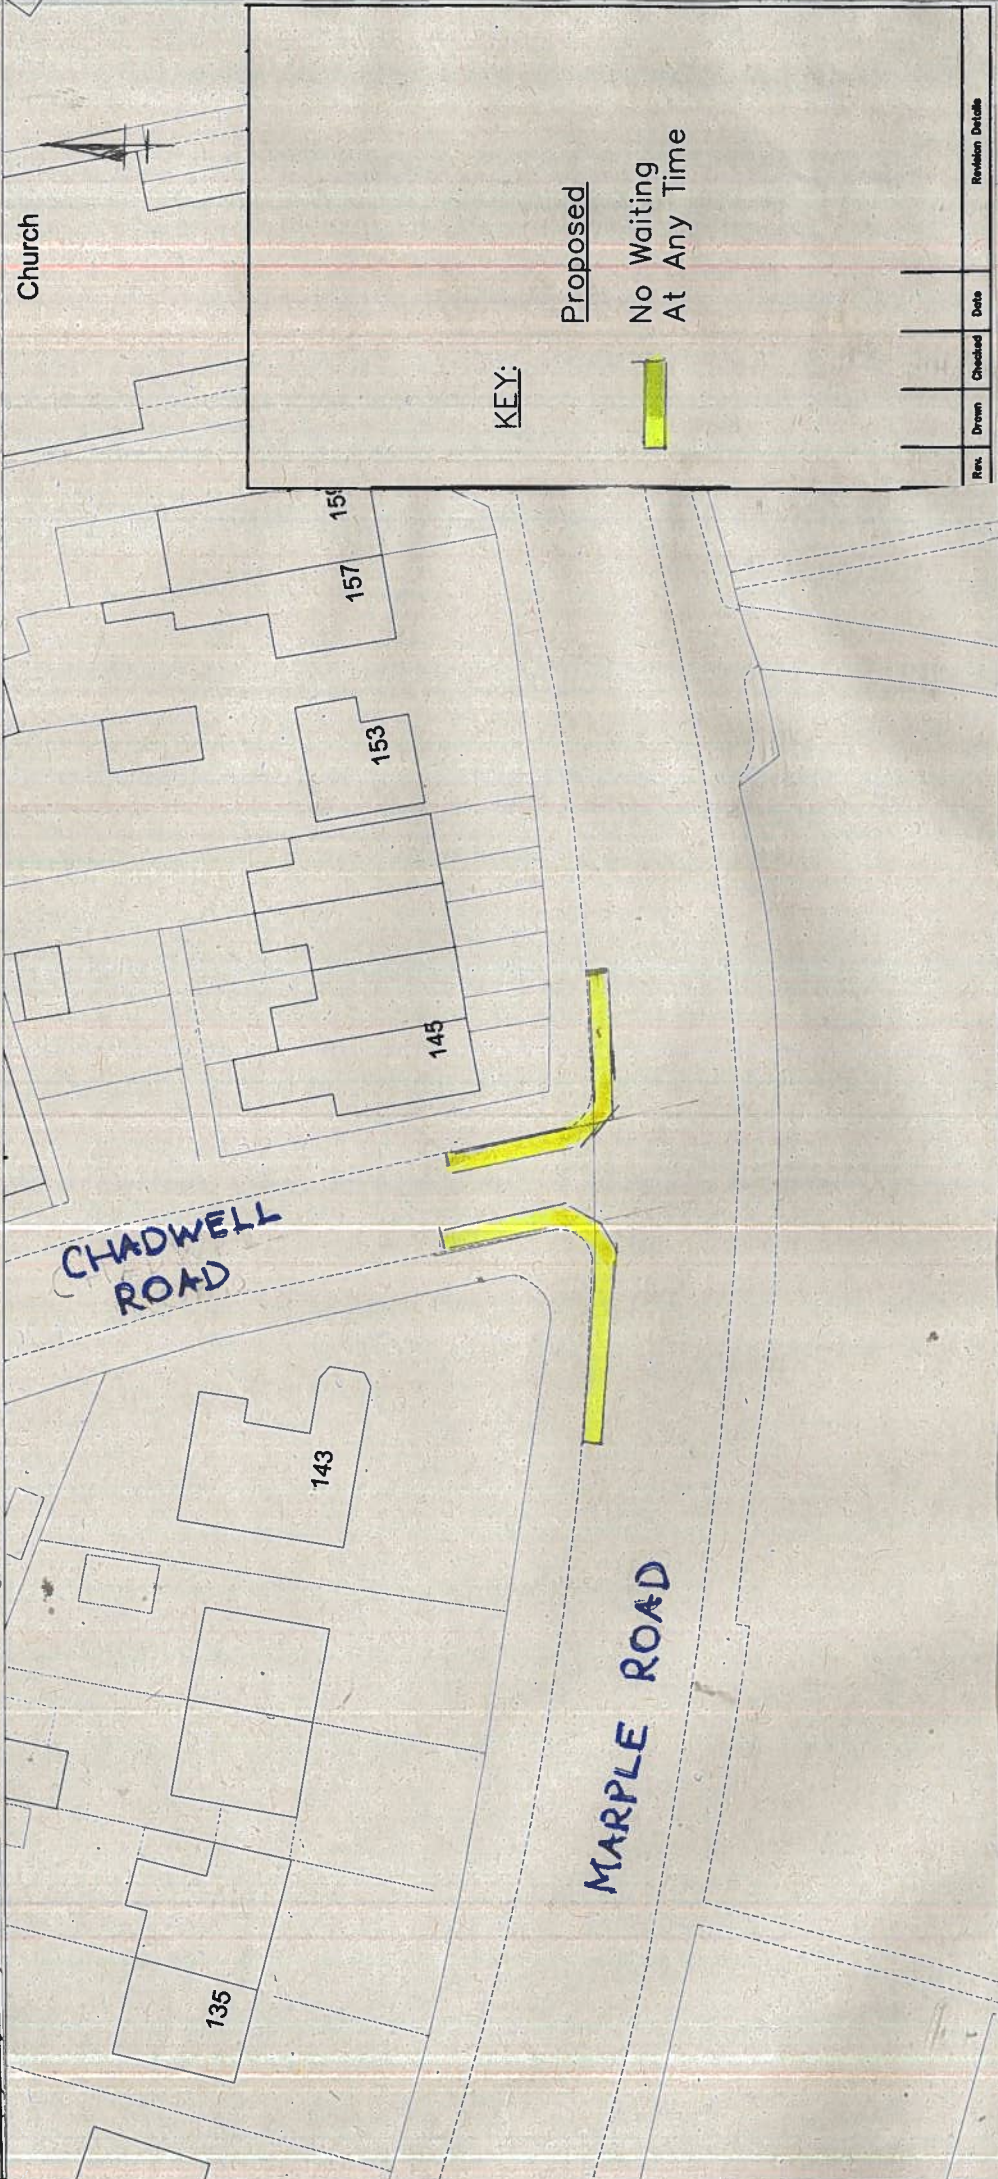 Church
159
157
153
145
143
135
CHADWELL
ROAD
MARPLE ROAD
KEY:
Proposed
No Waiting
At Any Time
Rev. Drawn Checked Date Revision Details